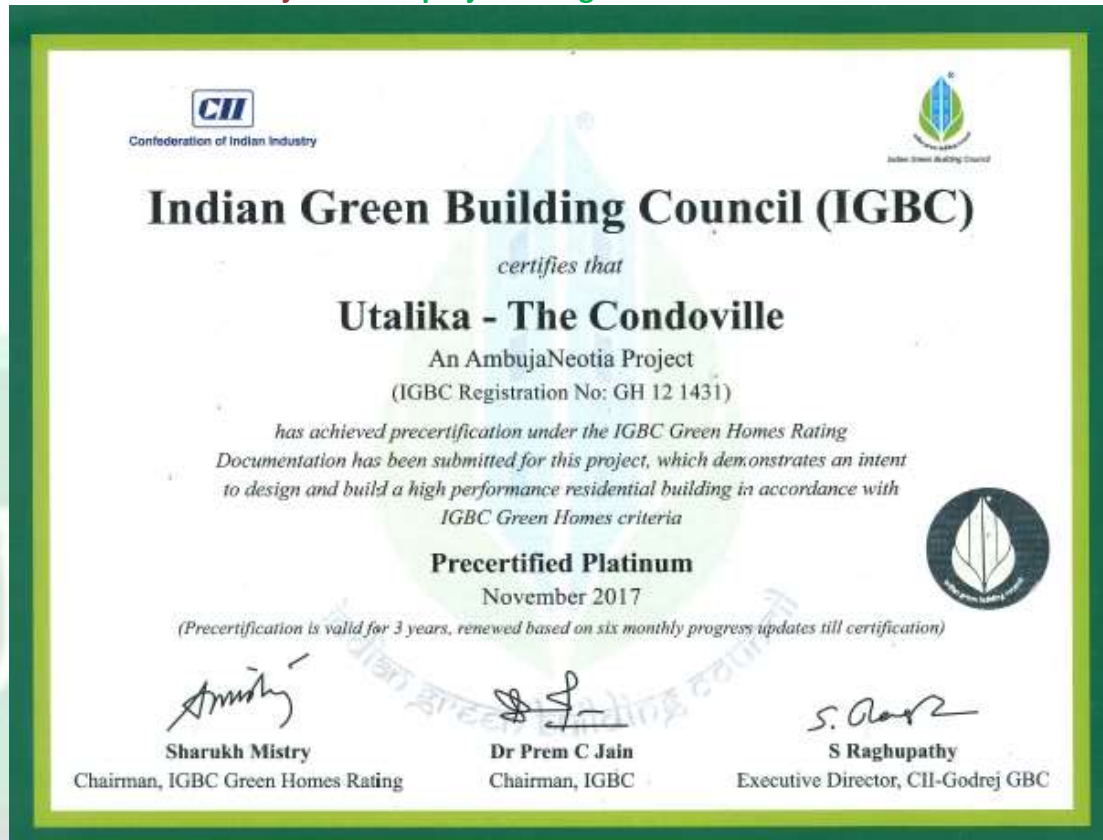 CII
Confederation of Indian Industry
Indian Green Building Council
Indian Green Building Council (IGBC)
certifies that
Utalika - The Condoville
An AmbujaNeotia Project
(IGBC Registration No: GH 12 1431)
has achieved precertification under the IGBC Green Homes Rating
Documentation has been submitted for this project, which demonstrates an intent
to design and build a high performance residential building in accordance with
IGBC Green Homes criteria
Precertified Platinum
November 2017
(Precertification is valid for 3 years, renewed based on six monthly progress updates till certification)
indian green building council
Sharukh Mistry
Chairman, IGBC Green Homes Rating
Dr Prem C Jain
Chairman, IGBC
S. Ragh
S Raghupathy
Executive Director, CII-Godrej GBC